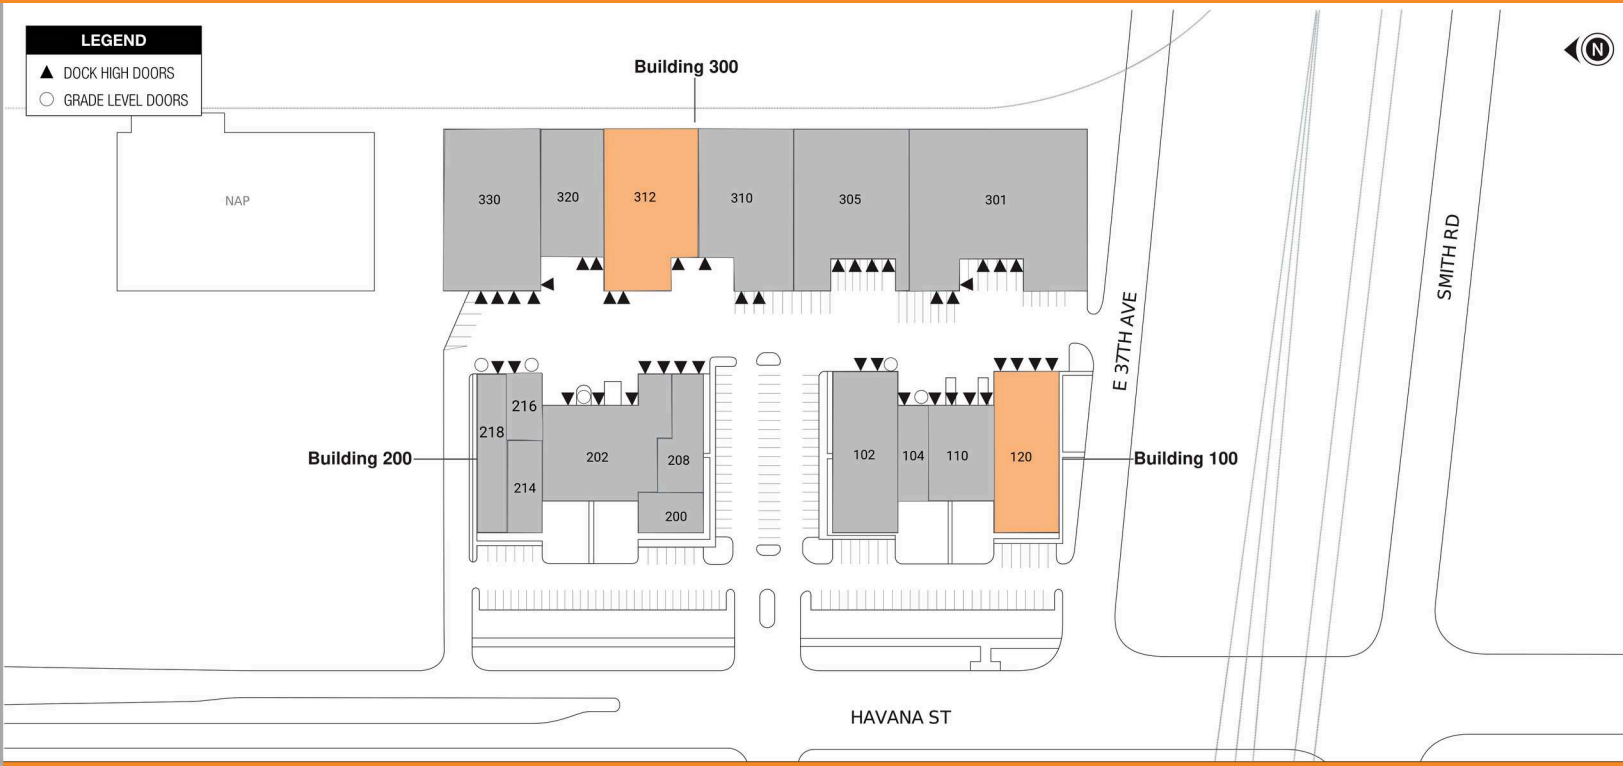 LEGEND
DOCK HIGH DOORS
GRADE LEVEL DOORS
N
Building 300
NAP
330
320
312
310
305
301
SMITH RD
E 37TH AVE
216
218
202
208
214
200
Building 200
102
104
110
120
Building 100
HAVANA ST